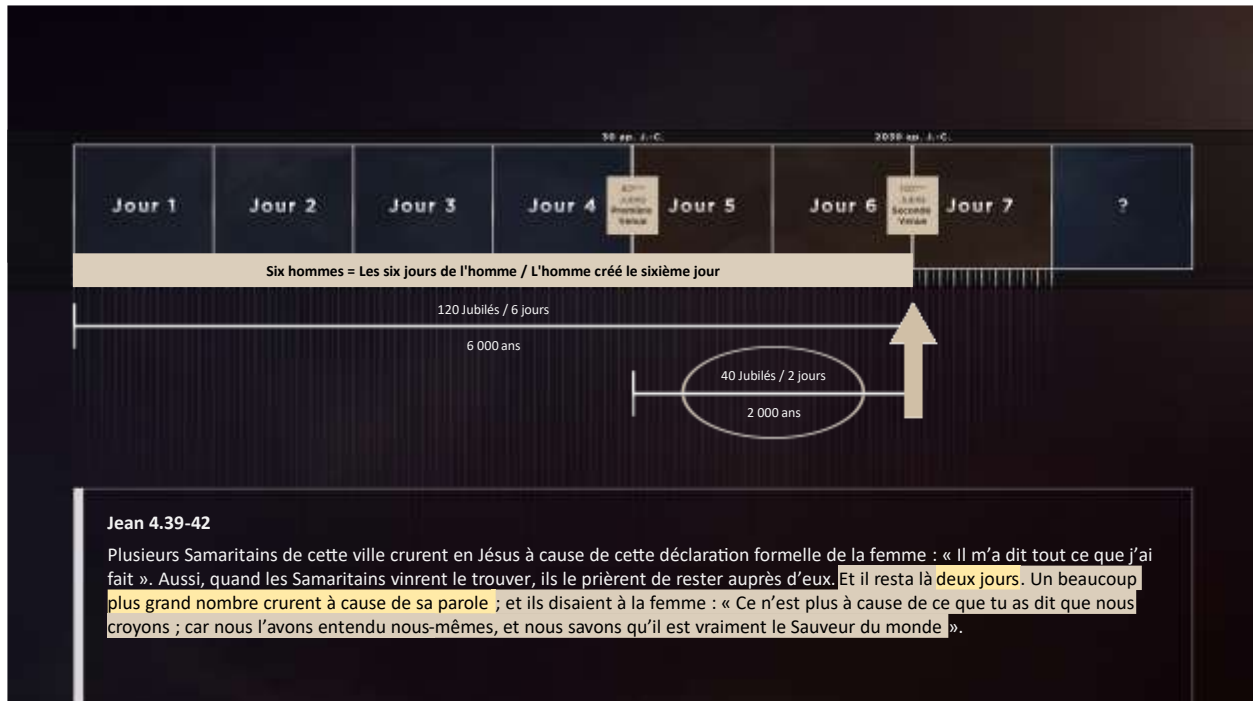 30 ap. J.-C.
2030 ap. J.-C.
Jour 1
Jour 2
Jour 3
Jour 4
Première
Venue
Jour 5
Jour 6
Seconde
Venue
Jour 7
?
Six hommes = Les six jours de l'homme / L'homme créé le sixième jour
120 Jubilés / 6 jours
6 000 ans
40 Jubilés / 2 jours
2 000 ans
Jean 4.39-42
Plusieurs Samaritains de cette ville crurent en Jésus à cause de cette déclaration formelle de la femme : « Il m’a dit tout ce que j’ai
fait ». Aussi, quand les Samaritains vinrent le trouver, ils le prièrent de rester auprès d’eux. Et il resta là deux jours. Un beaucoup
plus grand nombre crurent à cause de sa parole ; et ils disaient à la femme : « Ce n’est plus à cause de ce que tu as dit que nous
croyons ; car nous l’avons entendu nous-mêmes, et nous savons qu’il est vraiment le Sauveur du monde ».